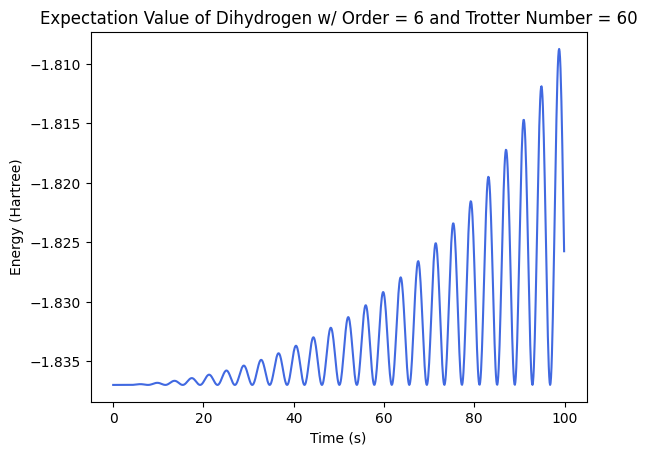 Expectation Value of Dihydrogen w/ Order = 6 and Trotter Number = 60
−1.810
−1.815
−1.820
−1.825
−1.830
−1.835
Energy (Hartree)
0 20 40 60 80 100
Time (s)